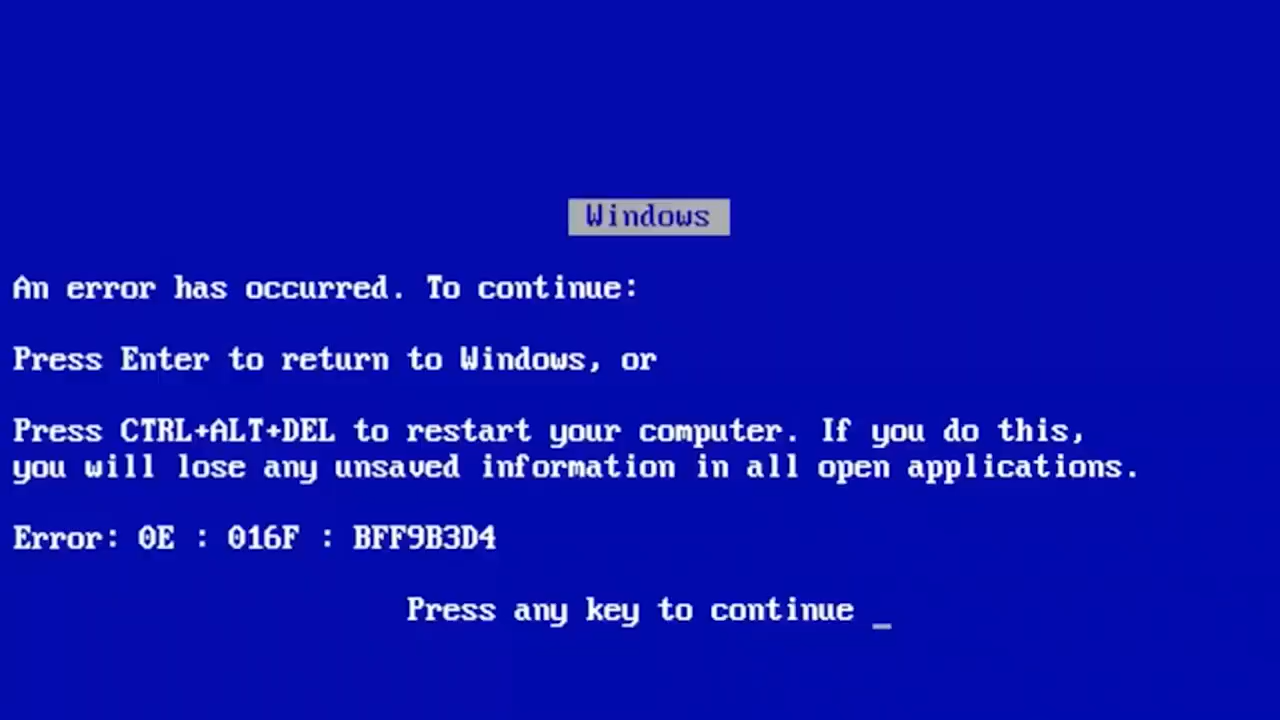 Windows
An error has occurred. To continue:
Press Enter to return to Windows, or
Press CTRL+ALT+DEL to restart your computer. If you do this,
you will lose any unsaved information in all open applications.
Error: 0E : 016F : BFF9B3D4
Press any key to continue _